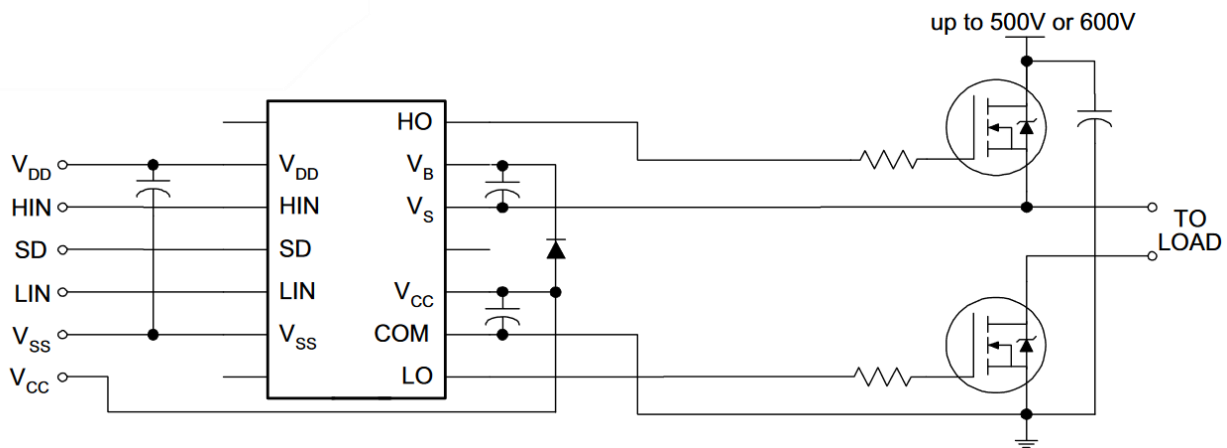 up to 500V or 600V
HO
V_DD
V_DD
V_B
HIN
HIN
V_S
TO
LOAD
SD
SD
LIN
LIN
V_CC
V_SS
V_SS
COM
V_CC
LO